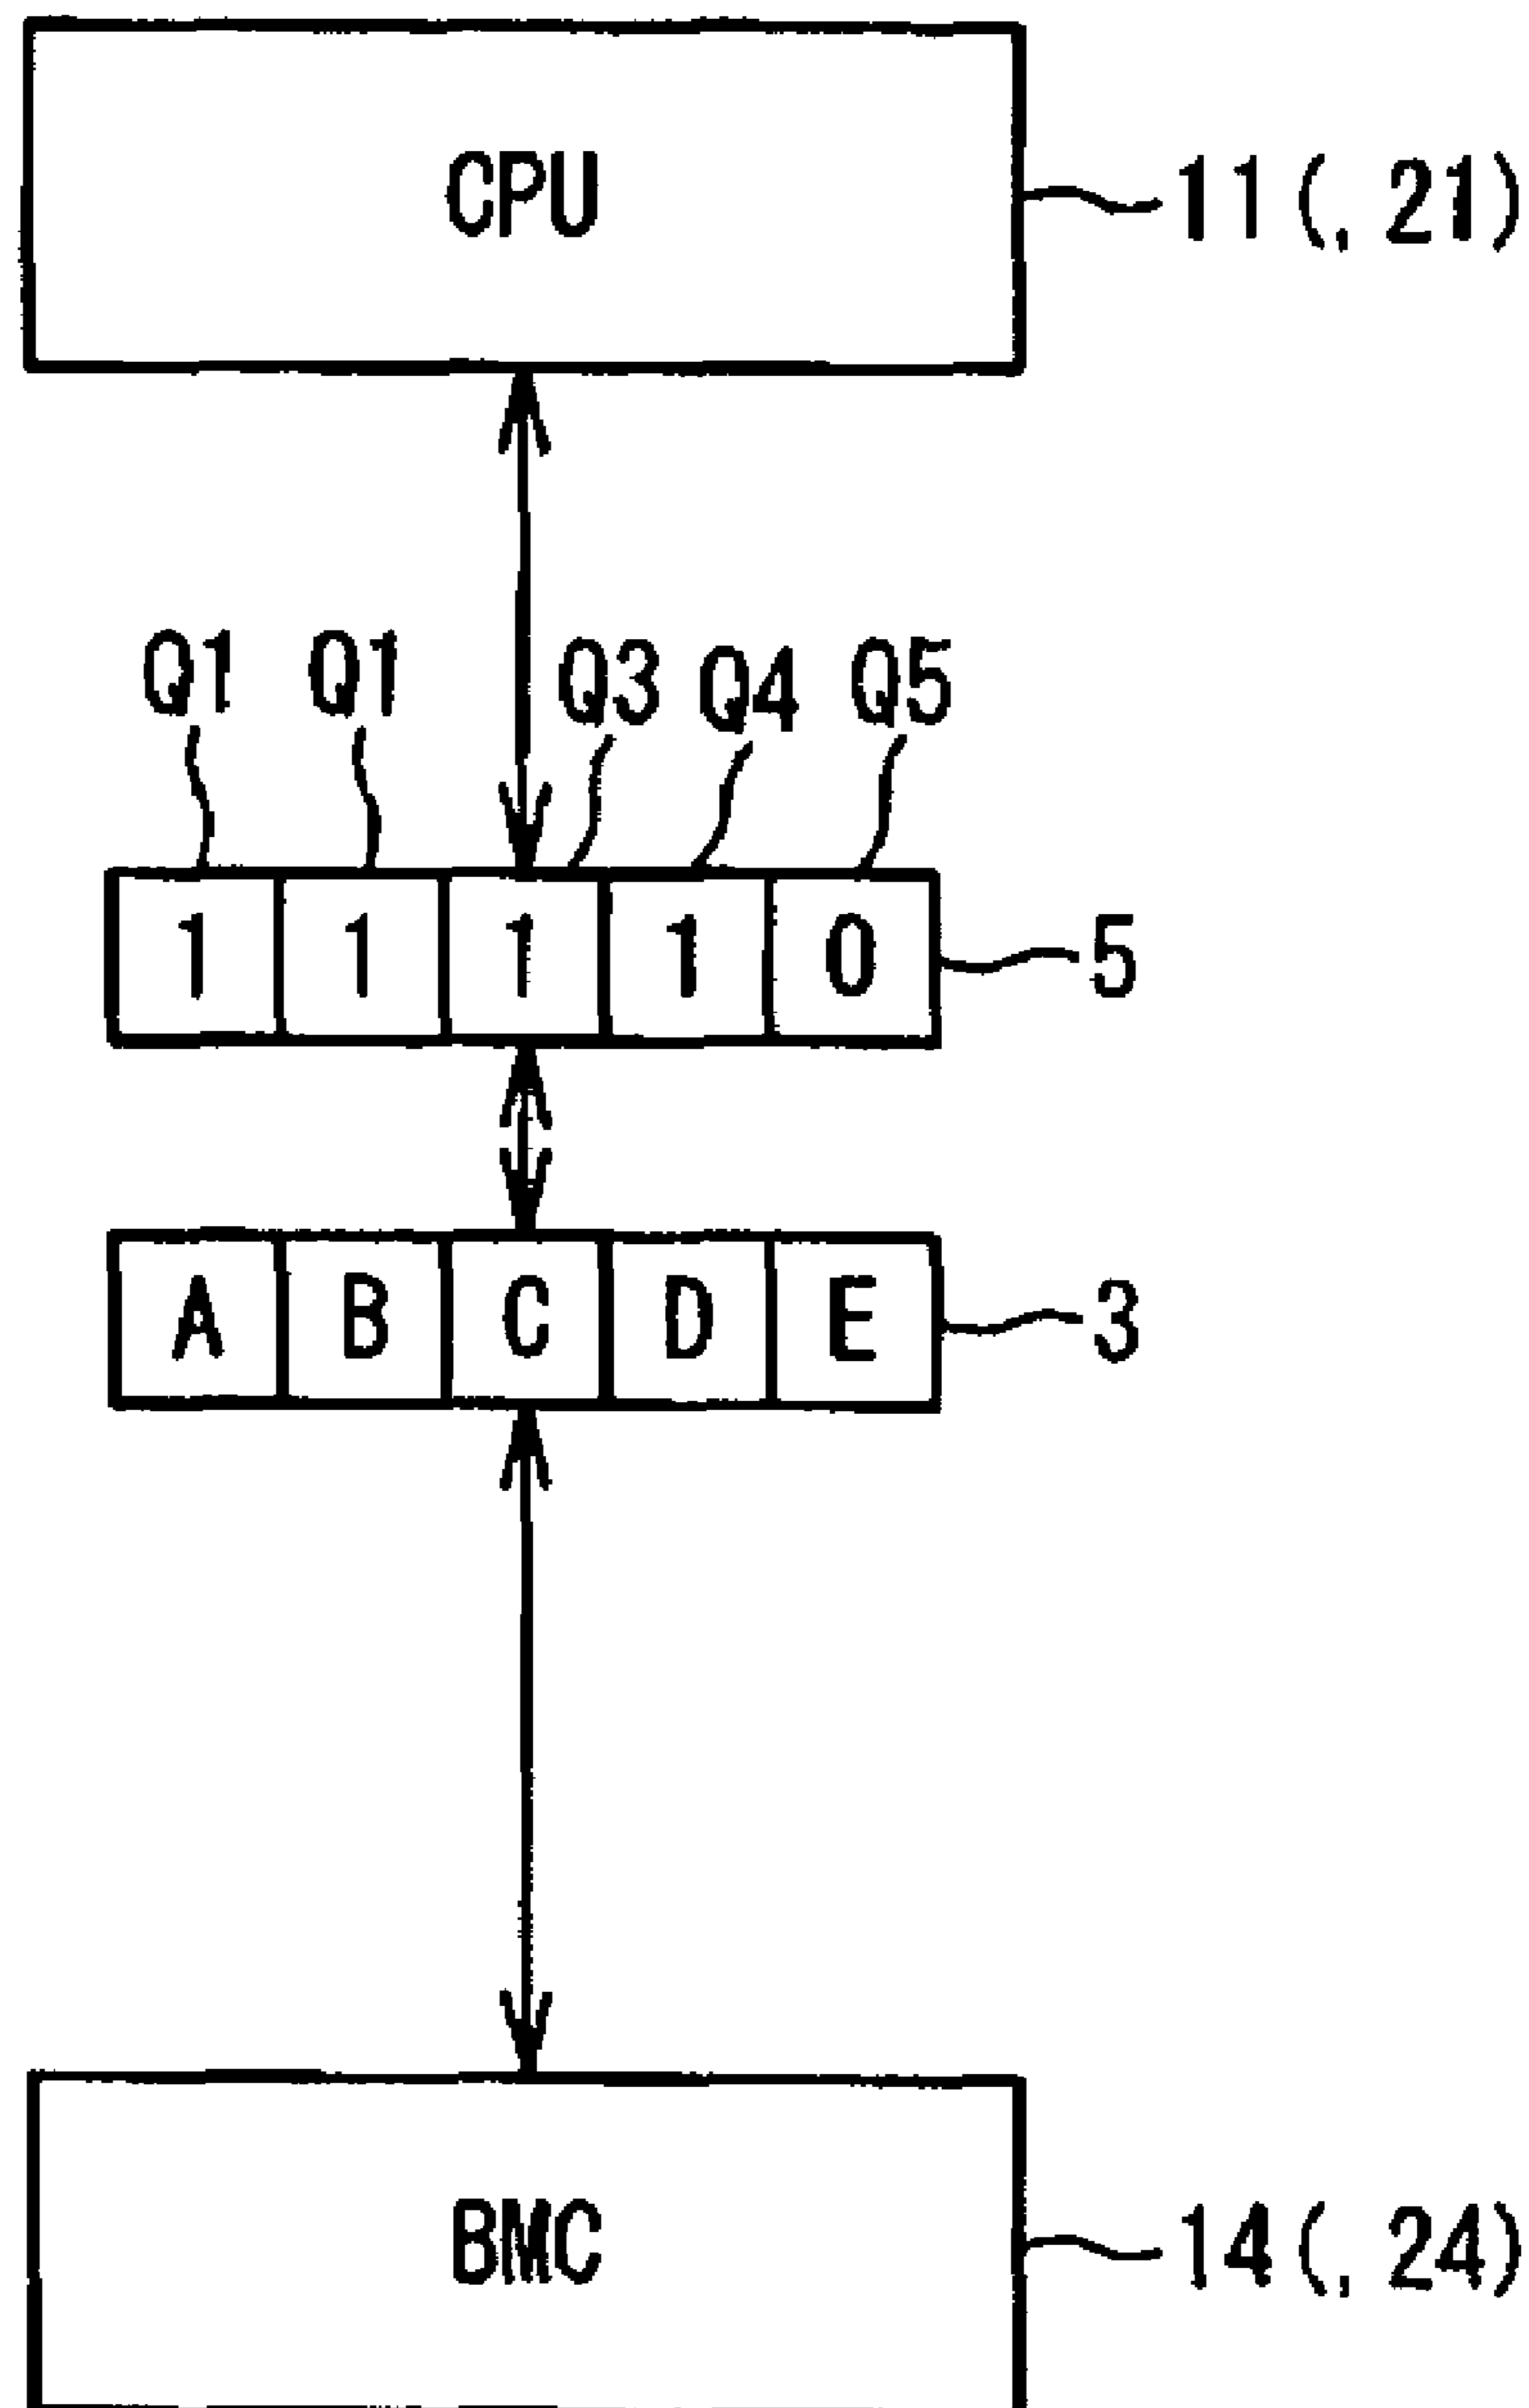 CPU 11(, 21)
Q1 Q1 Q3 Q4 Q5
1 1 1 1 0 5
A B C D E 3
BMC 14(, 24)